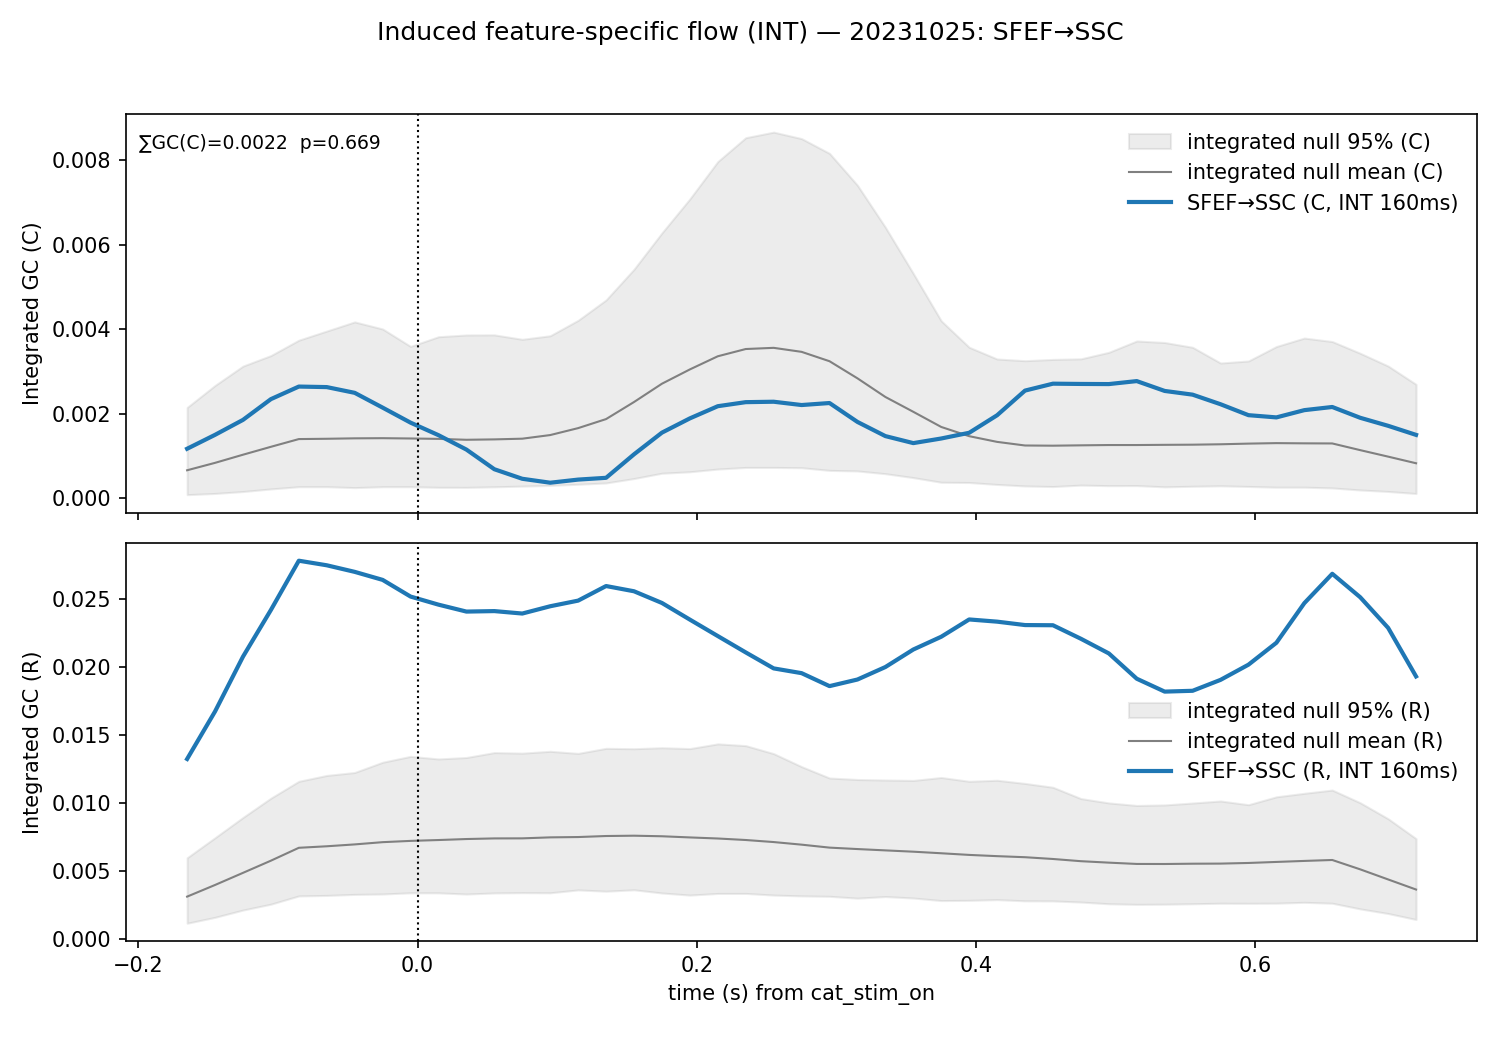 Induced feature-specific flow (INT) — 20231025: SFEF→SSC
∑GC(C)=0.0022  p=0.669
integrated null 95% (C)
integrated null mean (C)
SFEF→SSC (C, INT 160ms)
Integrated GC (C)
0.008
0.006
0.004
0.002
0.000
Integrated GC (R)
0.025
0.020
0.015
0.010
0.005
0.000
integrated null 95% (R)
integrated null mean (R)
SFEF→SSC (R, INT 160ms)
−0.2
0.0
0.2
0.4
0.6
time (s) from cat_stim_on